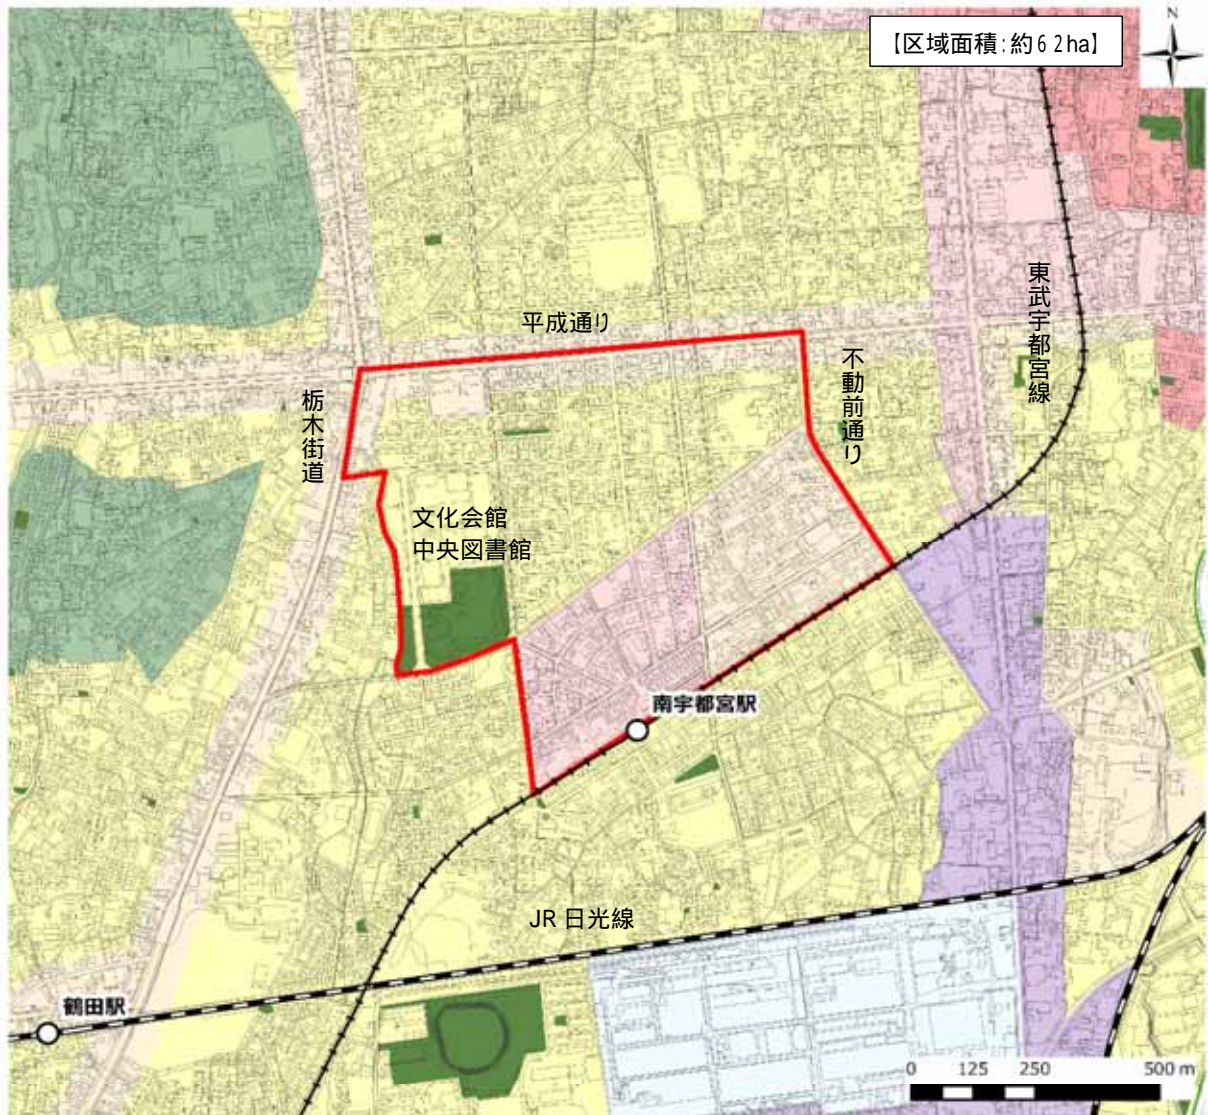 【区域面積:約62ha】
N
平成通り
東武宇都宮線
不動前通り
栃木街道
文化会館
中央図書館
南宇都宮駅
JR 日光線
鶴田駅
0 125 250 500 m